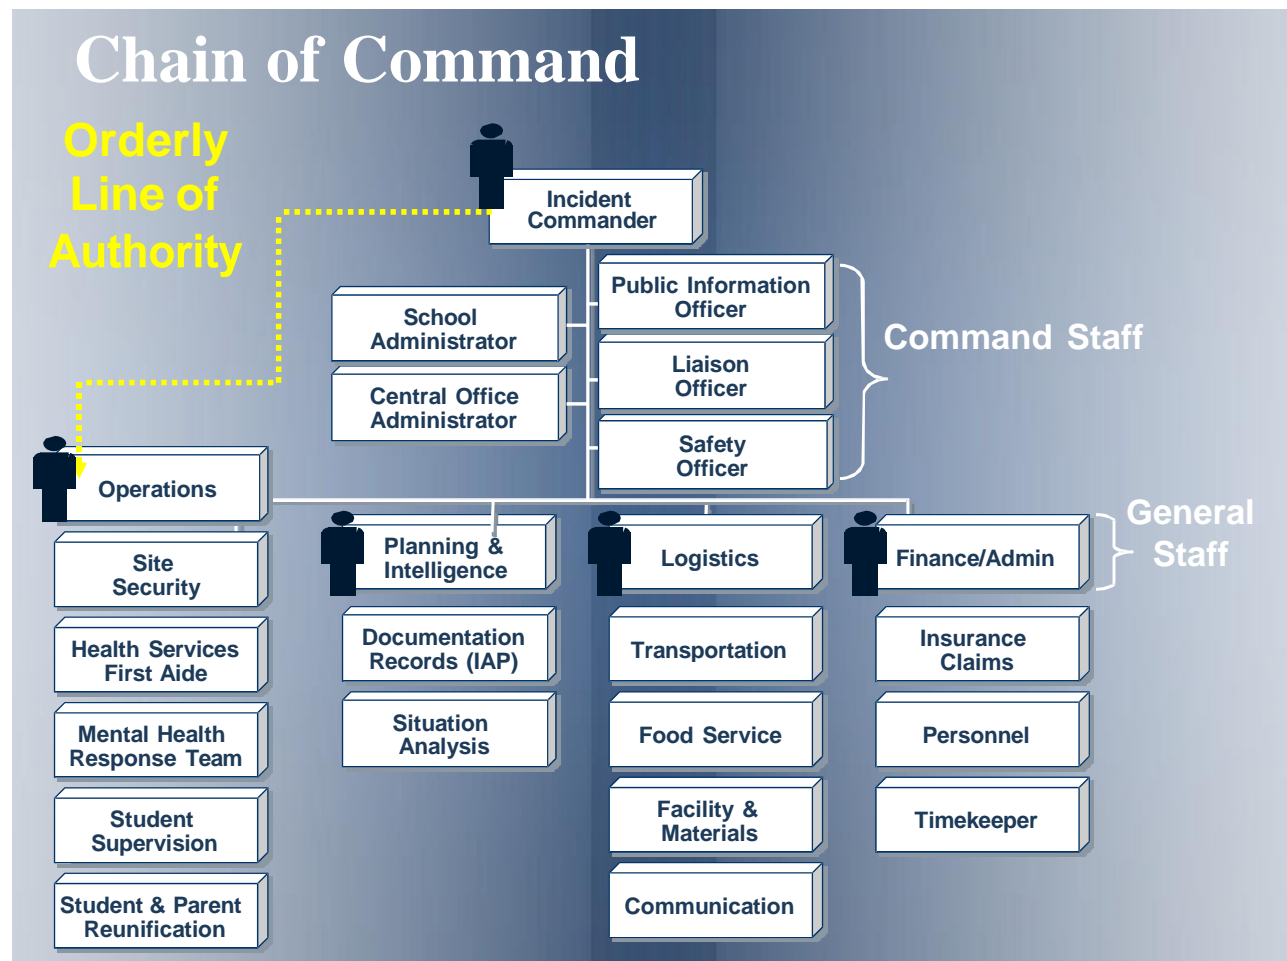 Chain of Command
Orderly
Line of
Authority
Incident
Commander
School
Administrator
Central Office
Administrator
Public Information
Officer
Liaison
Officer
Safety
Officer
Command Staff
Operations
Site
Security
Health Services
First Aide
Mental Health
Response Team
Student
Supervision
Student & Parent
Reunification
Planning &
Intelligence
Documentation
Records (IAP)
Situation
Analysis
Logistics
Transportation
Food Service
Facility &
Materials
Communication
Finance/Admin
Insurance
Claims
Personnel
Timekeeper
General
Staff